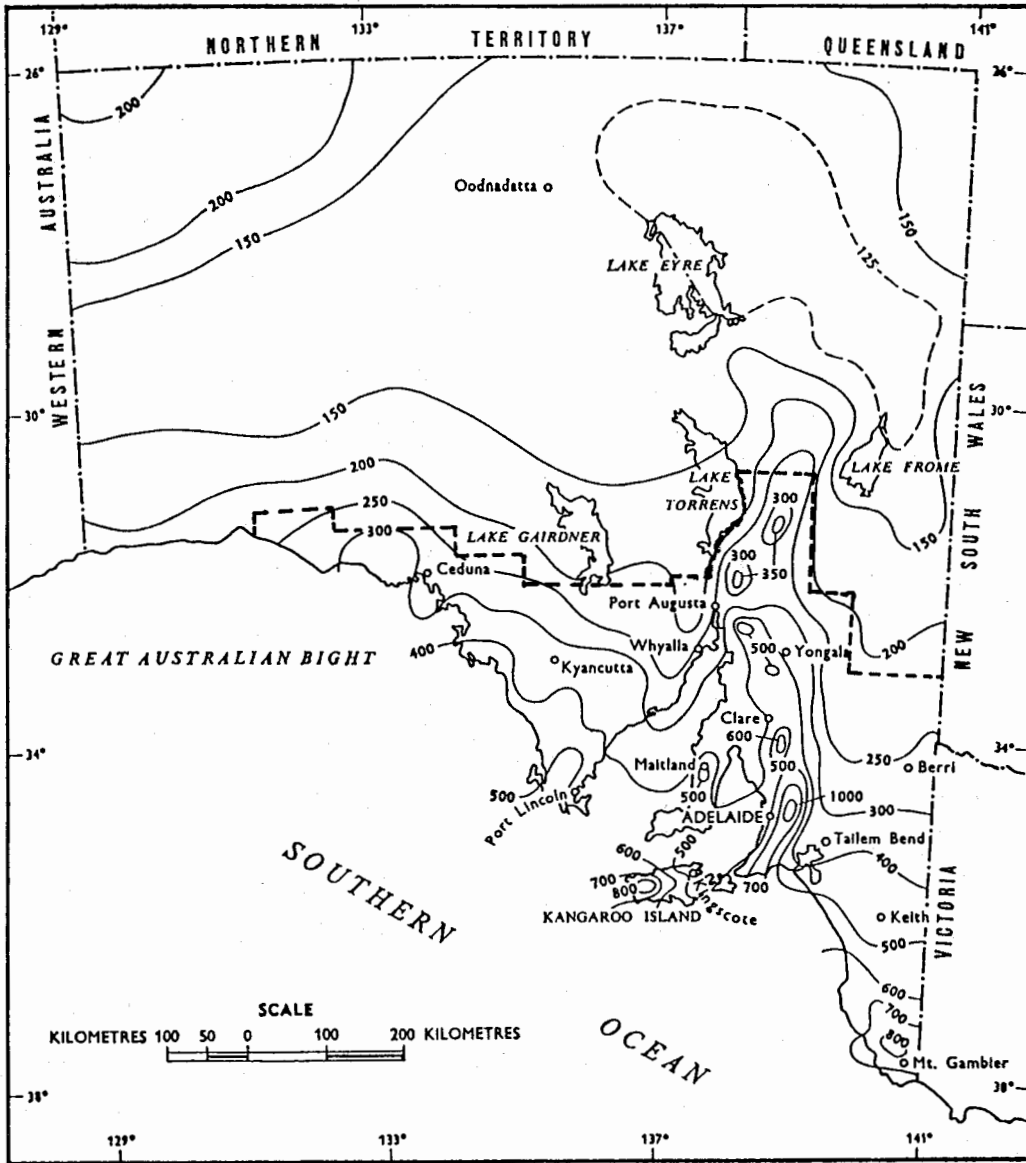 129°
133°
137°
141°
NORTHERN TERRITORY QUEENSLAND
26°
26°
200
AUSTRALIA
Oodnadatta
200
150
150
125
LAKE EYRE
WESTERN
30°
30°
150
WALES
200
LAKE FROME
LAKE
TORRENS
250
300
300
LAKE GAIRDNER
300
350
150
SOUTH
Ceduna
Port Augusta
NEW
GREAT AUSTRALIAN BIGHT
400
Whyalla
500
Yongala
200
Kyancutta
Clare
600
34°
34°
Maitland
500
250
Berri
500
Port Lincoln
500
1000
ADELAIDE
300
Tailem Bend
SOUTHERN
600
500
400
700
800
Kingscote
700
KANGAROO ISLAND
Keith
VICTORIA
500
600
SCALE
KILOMETRES 100 50 0 100 200 KILOMETRES
700
OCEAN
800
Mt. Gambier
38°
38°
129°
133°
137°
141°